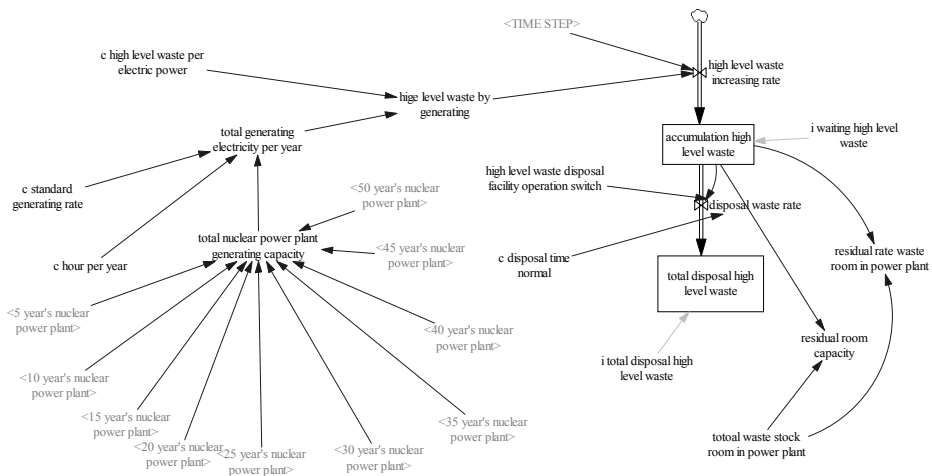 <TIME STEP>
c high level waste per
electric power
high level waste
increasing rate
hige level waste by
generating
total generating
electricity per year
accumulation high
level waste
i waiting high level
waste
high level waste disposal
facility operation switch
c standard
generating rate
<50 year's nuclear
power plant>
disposal waste rate
total nuclear power plant
generating capacity
<45 year's nuclear
power plant>
c hour per year
c disposal time
normal
residual rate waste
room in power plant
total disposal high
level waste
<5 year's nuclear
power plant>
<40 year's nuclear
power plant>
residual room
capacity
i total disposal high
level waste
<10 year's nuclear
power plant>
<15 year's nuclear
power plant>
<35 year's nuclear
power plant>
<20 year's nuclear
power plant>
<25 year's nuclear
power plant>
<30 year's nuclear
power plant>
totoal waste stock
room in power plant